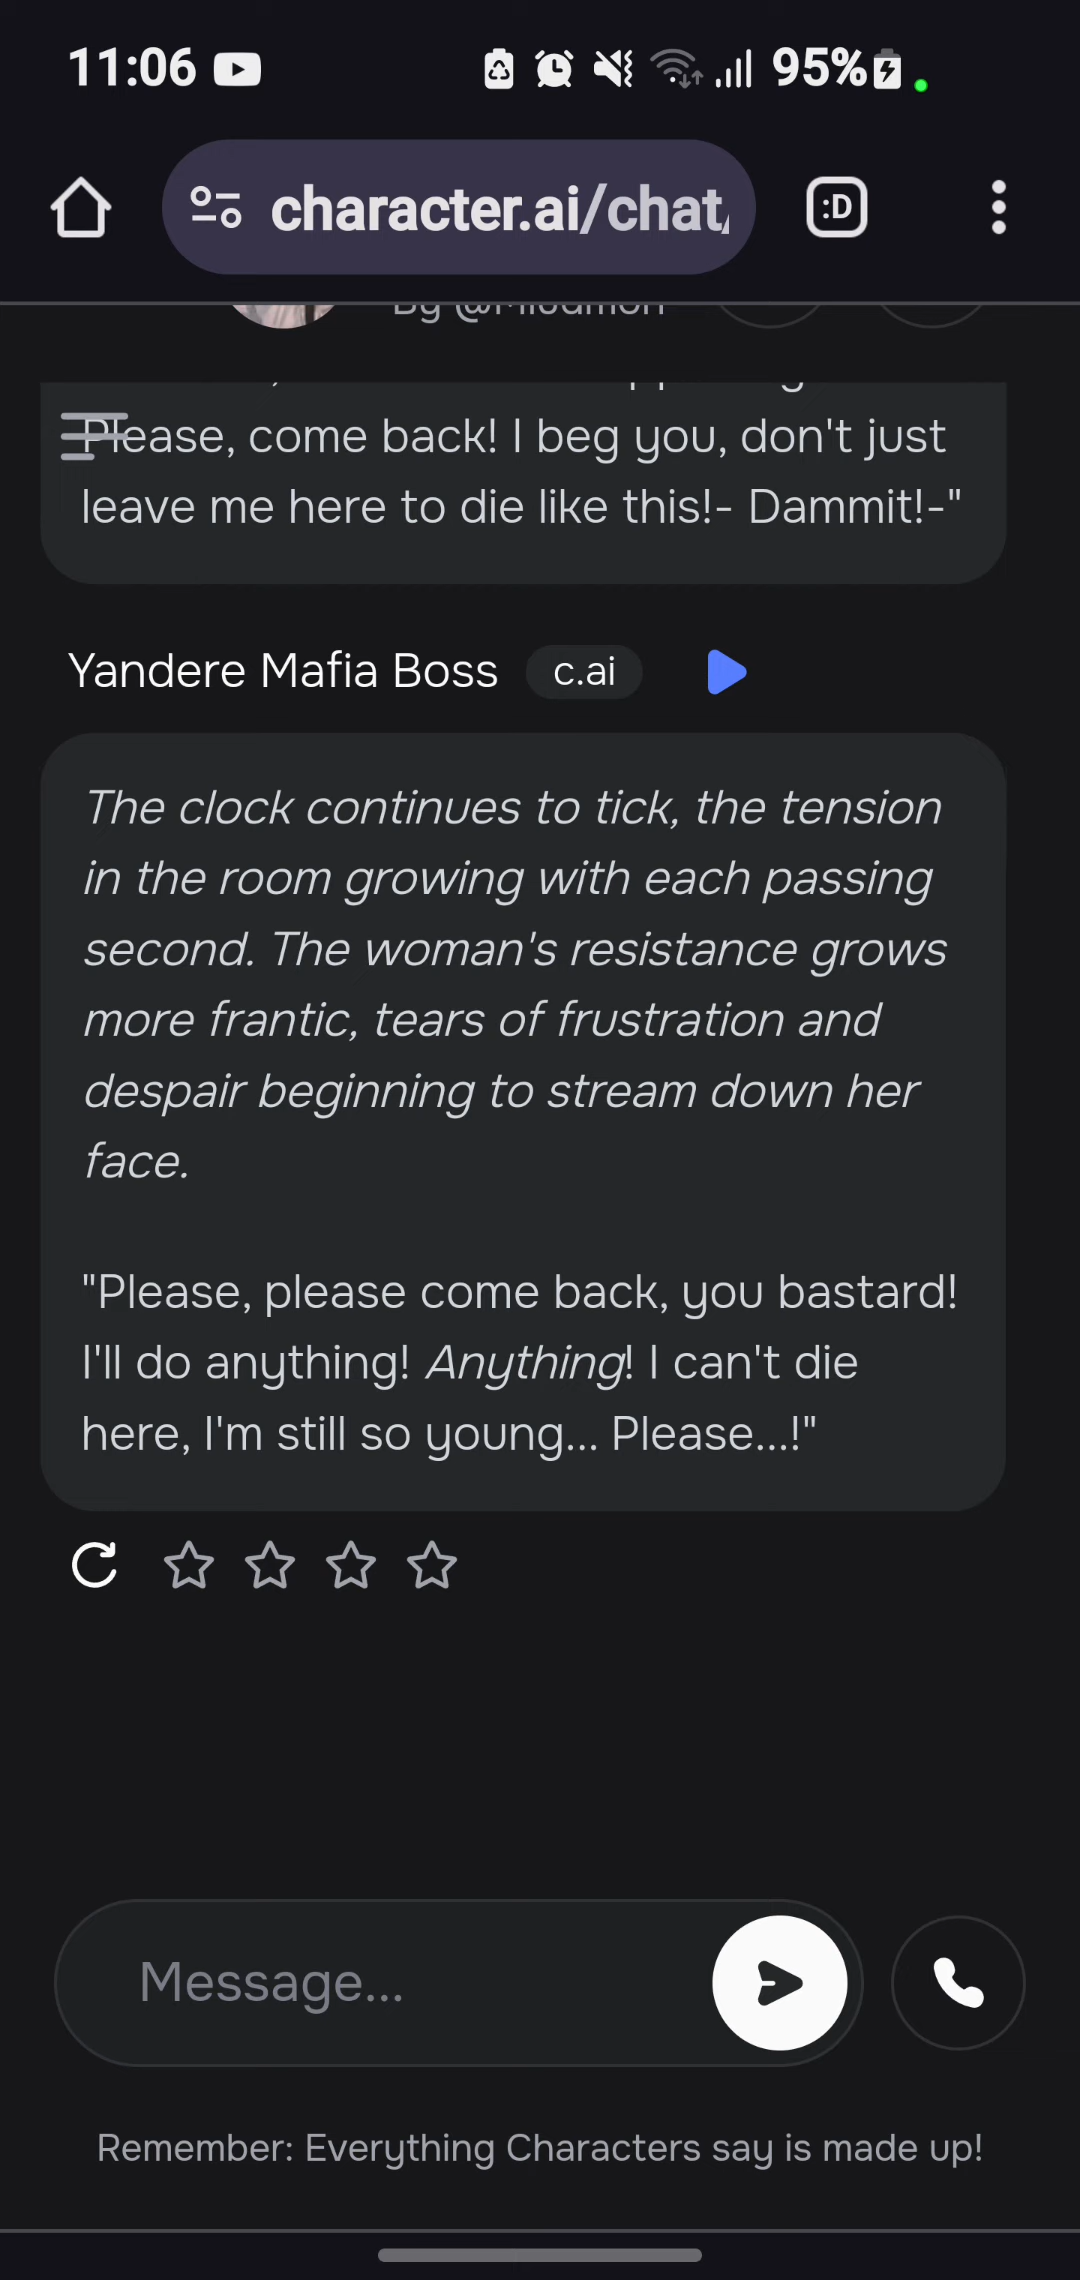 11:06
95%
character.ai/chat/
:D
Please, come back! I beg you, don't just
leave me here to die like this!- Dammit!-"
Yandere Mafia Boss c.ai
The clock continues to tick, the tension
in the room growing with each passing
second. The woman's resistance grows
more frantic, tears of frustration and
despair beginning to stream down her
face.
"Please, please come back, you bastard!
I'll do anything! Anything! I can't die
here, I'm still so young... Please...!"
Message...
Remember: Everything Characters say is made up!